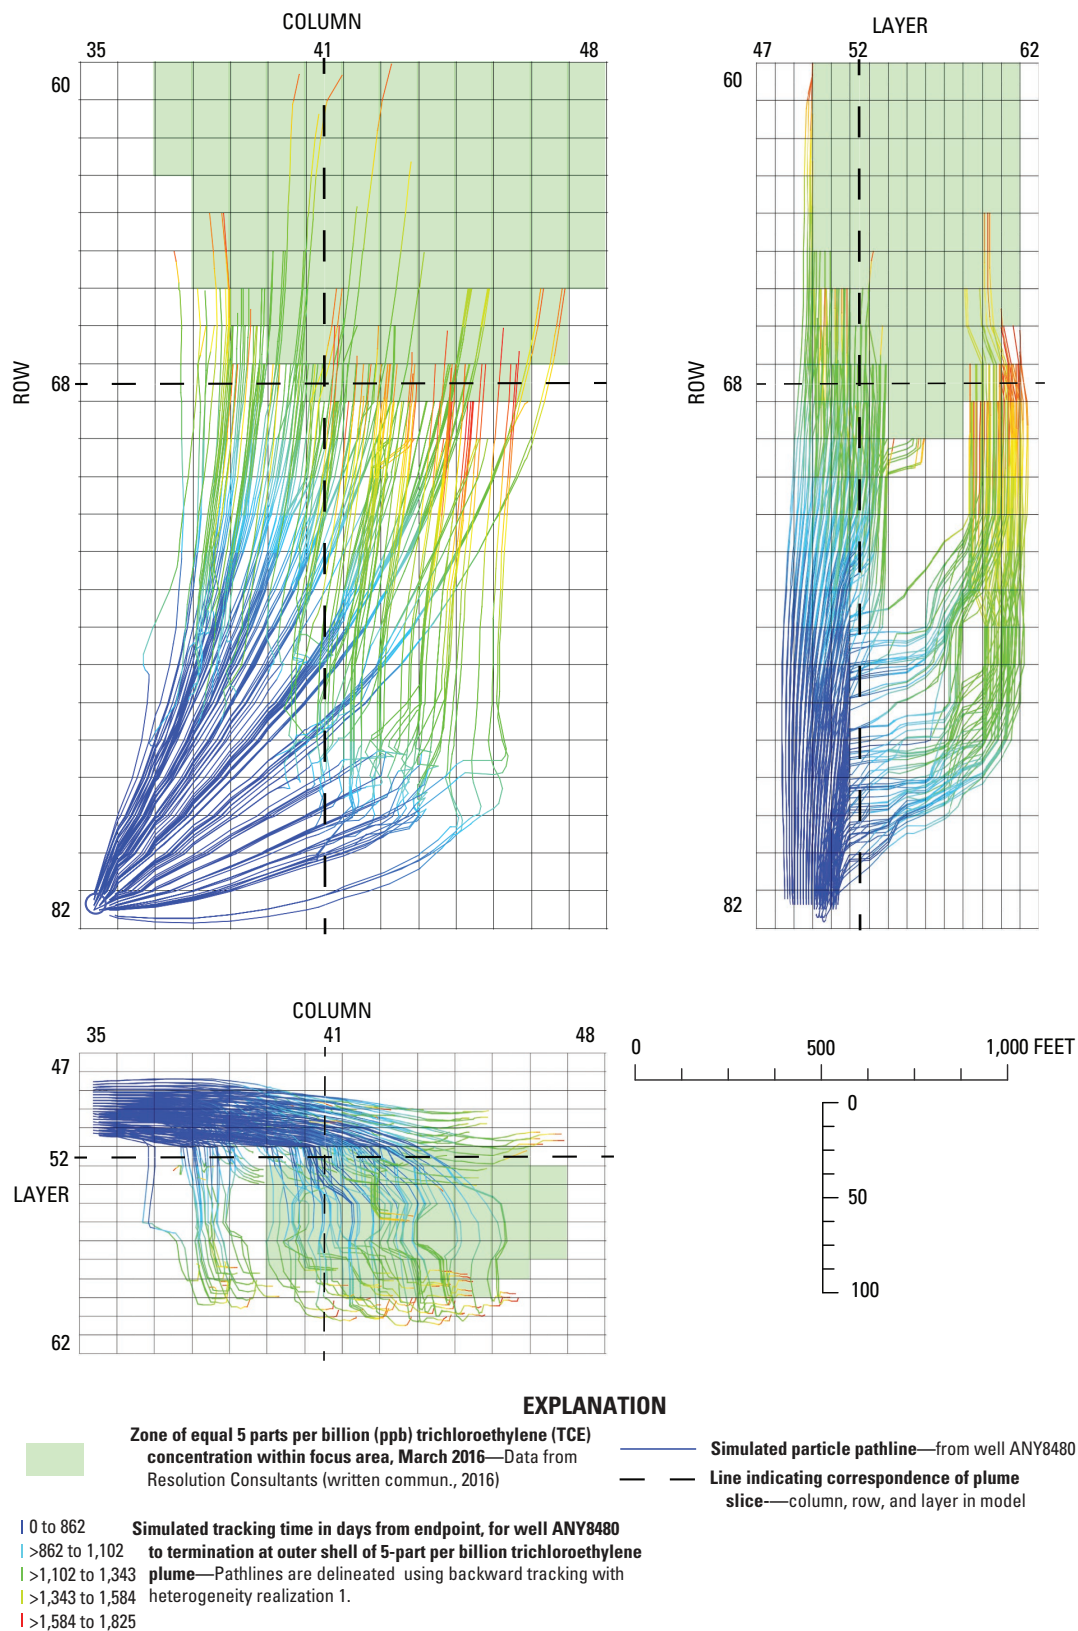 COLUMN
35 41 48
60
ROW
68
82
LAYER
47 52 62
60
ROW
68
82
COLUMN
35 41 48
47
52
LAYER
62
0 500 1,000 FEET
0
50
100
EXPLANATION
Zone of equal 5 parts per billion (ppb) trichloroethylene (TCE)
concentration within focus area, March 2016—Data from
Resolution Consultants (written commun., 2016)
Simulated particle pathline—from well ANY8480
Line indicating correspondence of plume
slice-—column, row, and layer in model
0 to 862
>862 to 1,102
>1,102 to 1,343
>1,343 to 1,584
>1,584 to 1,825
Simulated tracking time in days from endpoint, for well ANY8480
to termination at outer shell of 5-part per billion trichloroethylene
plume—Pathlines are delineated using backward tracking with
heterogeneity realization 1.